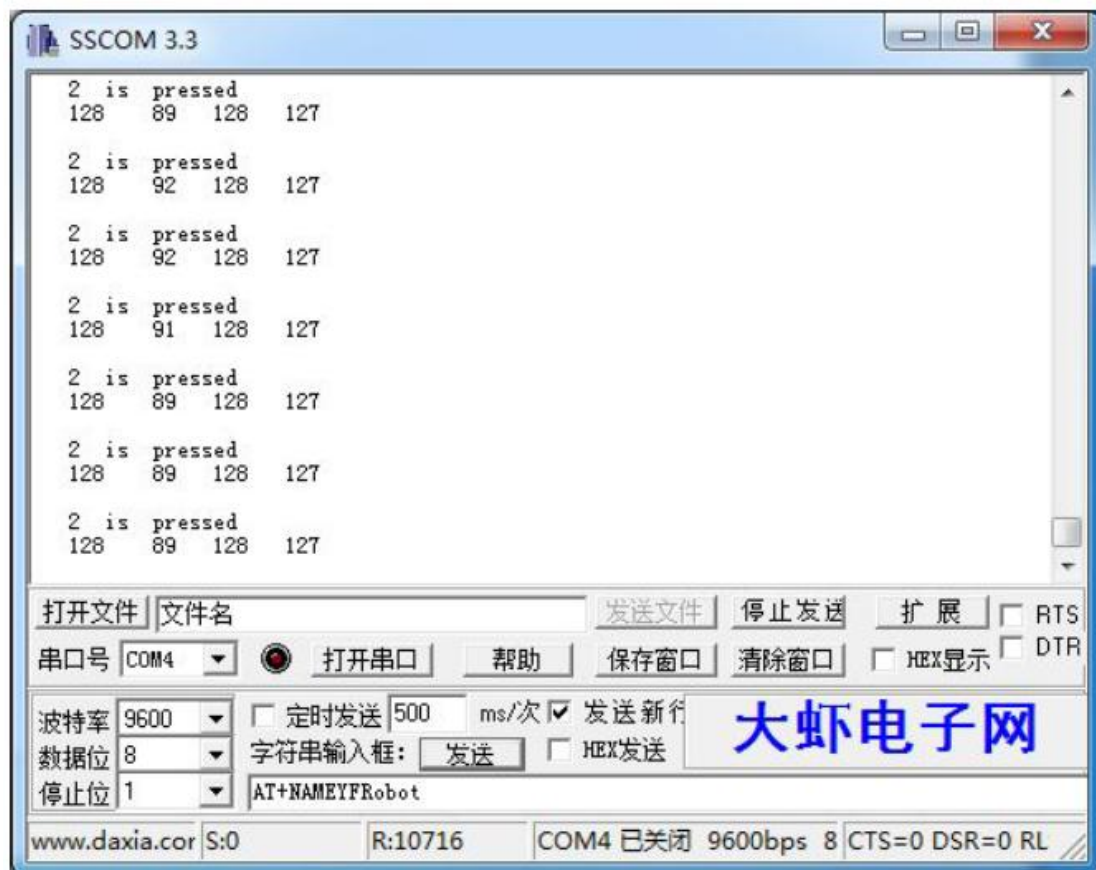 SSCOM 3.3
2 is pressed
128 89 128 127
2 is pressed
128 92 128 127
2 is pressed
128 92 128 127
2 is pressed
128 91 128 127
2 is pressed
128 89 128 127
2 is pressed
128 89 128 127
2 is pressed
128 89 128 127
打开文件 文件名 发送文件 停止发送 扩 展 RTS
串口号 COM4 打开串口 帮助 保存窗口 清除窗口 HEX显示 DTR
波特率 9600 定时发送 500 ms/次 发送新行 大虾电子网
数据位 8 字符串输入框: 发送 HEX发送
停止位 1 AT+NAMEYFRobot
www.daxia.cor S:0 R:10716 COM4 已关闭 9600bps 8 CTS=0 DSR=0 RL